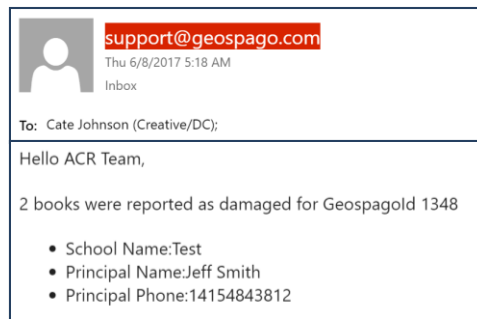 support@geospago.com
Thu 6/8/2017 5:18 AM
Inbox
To: Cate Johnson (Creative/DC);
Hello ACR Team,
2 books were reported as damaged for GeospagoId 1348
• School Name:Test
• Principal Name:Jeff Smith
• Principal Phone:14154843812